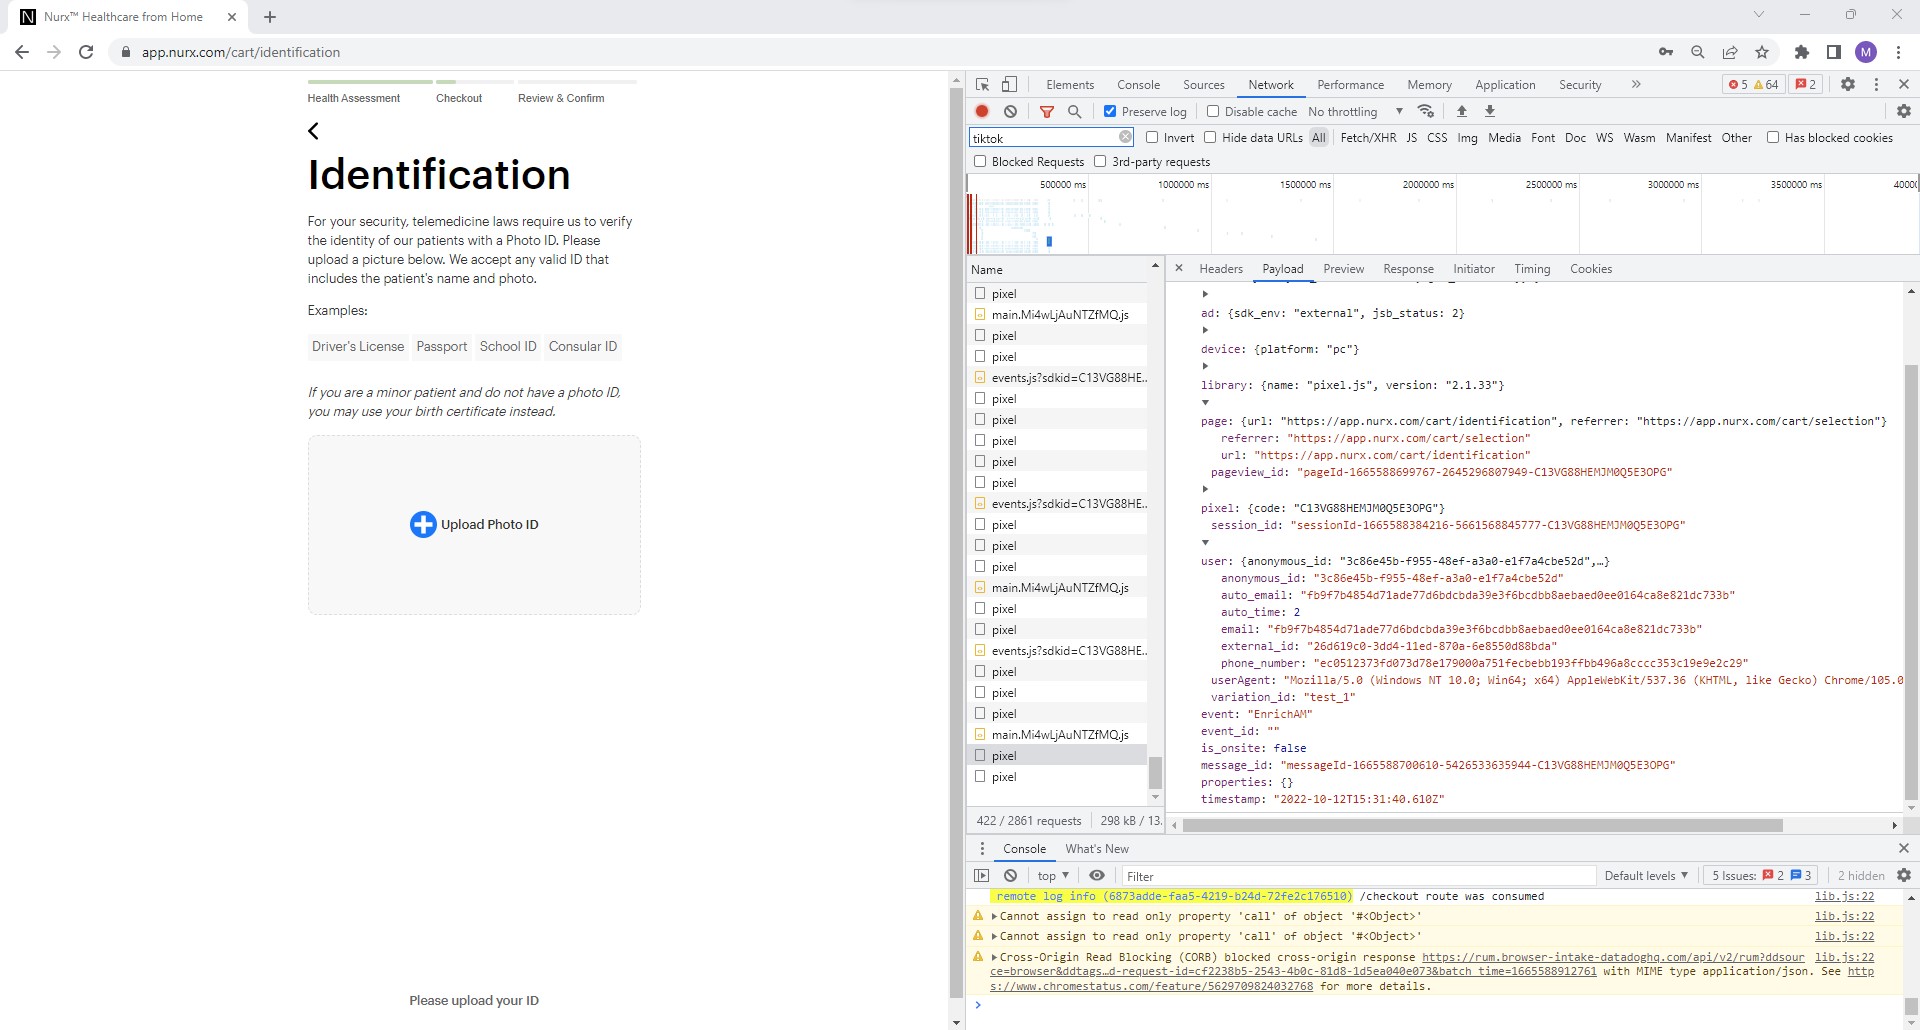 Nurx™ Healthcare from Home
app.nurx.com/cart/identification
M
Health Assessment
Checkout
Review & Confirm
Identification
For your security, telemedicine laws require us to verify
the identity of our patients with a Photo ID. Please
upload a picture below. We accept any valid ID that
includes the patient's name and photo.
Examples:
Driver's License Passport School ID Consular ID
If you are a minor patient and do not have a photo ID,
you may use your birth certificate instead.
Upload Photo ID
Please upload your ID
Elements Console Sources Network Performance Memory Application Security » 5 64 2
Preserve log Disable cache No throttling
tiktok Invert Hide data URLs All Fetch/XHR JS CSS Img Media Font Doc WS Wasm Manifest Other Has blocked cookies
Blocked Requests 3rd-party requests
500000 ms 1000000 ms 1500000 ms 2000000 ms 2500000 ms 3000000 ms 3500000 ms 4000
Name
pixel
main.Mi4wLjAuNTZfMQ.js
pixel
pixel
events.js?sdkid=C13VG88HE...
pixel
pixel
pixel
pixel
pixel
events.js?sdkid=C13VG88HE...
pixel
pixel
pixel
main.Mi4wLjAuNTZfMQ.js
pixel
pixel
events.js?sdkid=C13VG88HE...
pixel
pixel
pixel
main.Mi4wLjAuNTZfMQ.js
pixel
pixel
422 / 2861 requests 298 kB / 13.
Headers Payload Preview Response Initiator Timing Cookies
ad: {sdk_env: "external", jsb_status: 2}
device: {platform: "pc"}
library: {name: "pixel.js", version: "2.1.33"}
page: {url: "https://app.nurx.com/cart/identification", referrer: "https://app.nurx.com/cart/selection"}
referrer: "https://app.nurx.com/cart/selection"
url: "https://app.nurx.com/cart/identification"
pageview_id: "pageId-1665588699767-2645296807949-C13VG88HEMJM0Q5E3OPG"
pixel: {code: "C13VG88HEMJM0Q5E3OPG"}
session_id: "sessionId-1665588384216-5661568845777-C13VG88HEMJM0Q5E3OPG"
user: {anonymous_id: "3c86e45b-f955-48ef-a3a0-e1f7a4cbe52d",…}
anonymous_id: "3c86e45b-f955-48ef-a3a0-e1f7a4cbe52d"
auto_email: "fb9f7b4854d71ade77d6bdcbda39e3f6bcdbb8aebaed0ee0164ca8e821dc733b"
auto_time: 2
email: "fb9f7b4854d71ade77d6bdcbda39e3f6bcdbb8aebaed0ee0164ca8e821dc733b"
external_id: "26d619c0-3dd4-11ed-870a-6e8550d88bda"
phone_number: "ec0512373fd073d78e179000a751fecbebb193ffbb496a8cccc353c19e9e2c29"
userAgent: "Mozilla/5.0 (Windows NT 10.0; Win64; x64) AppleWebKit/537.36 (KHTML, like Gecko) Chrome/105.0
variation_id: "test_1"
event: "EnrichAM"
event_id: ""
is_onsite: false
message_id: "messageId-1665588700610-5426533635944-C13VG88HEMJM0Q5E3OPG"
properties: {}
timestamp: "2022-10-12T15:31:40.610Z"
Console What's New
top Filter Default levels 5 Issues: 2 3 2 hidden
remote log info (6873adde-faa5-4219-b24d-72fe2c176510) /checkout route was consumed lib.js:22
Cannot assign to read only property 'call' of object '#<Object>' lib.js:22
Cannot assign to read only property 'call' of object '#<Object>' lib.js:22
Cross-Origin Read Blocking (CORB) blocked cross-origin response https://rum.browser-intake-datadoghq.com/api/v2/rum?ddsour lib.js:22
ce=browser&ddtags…d-request-id=cf2238b5-2543-4b0c-81d8-1d5ea040e073&batch_time=1665588912761 with MIME type application/json. See http
s://www.chromestatus.com/feature/5629709824032768 for more details.